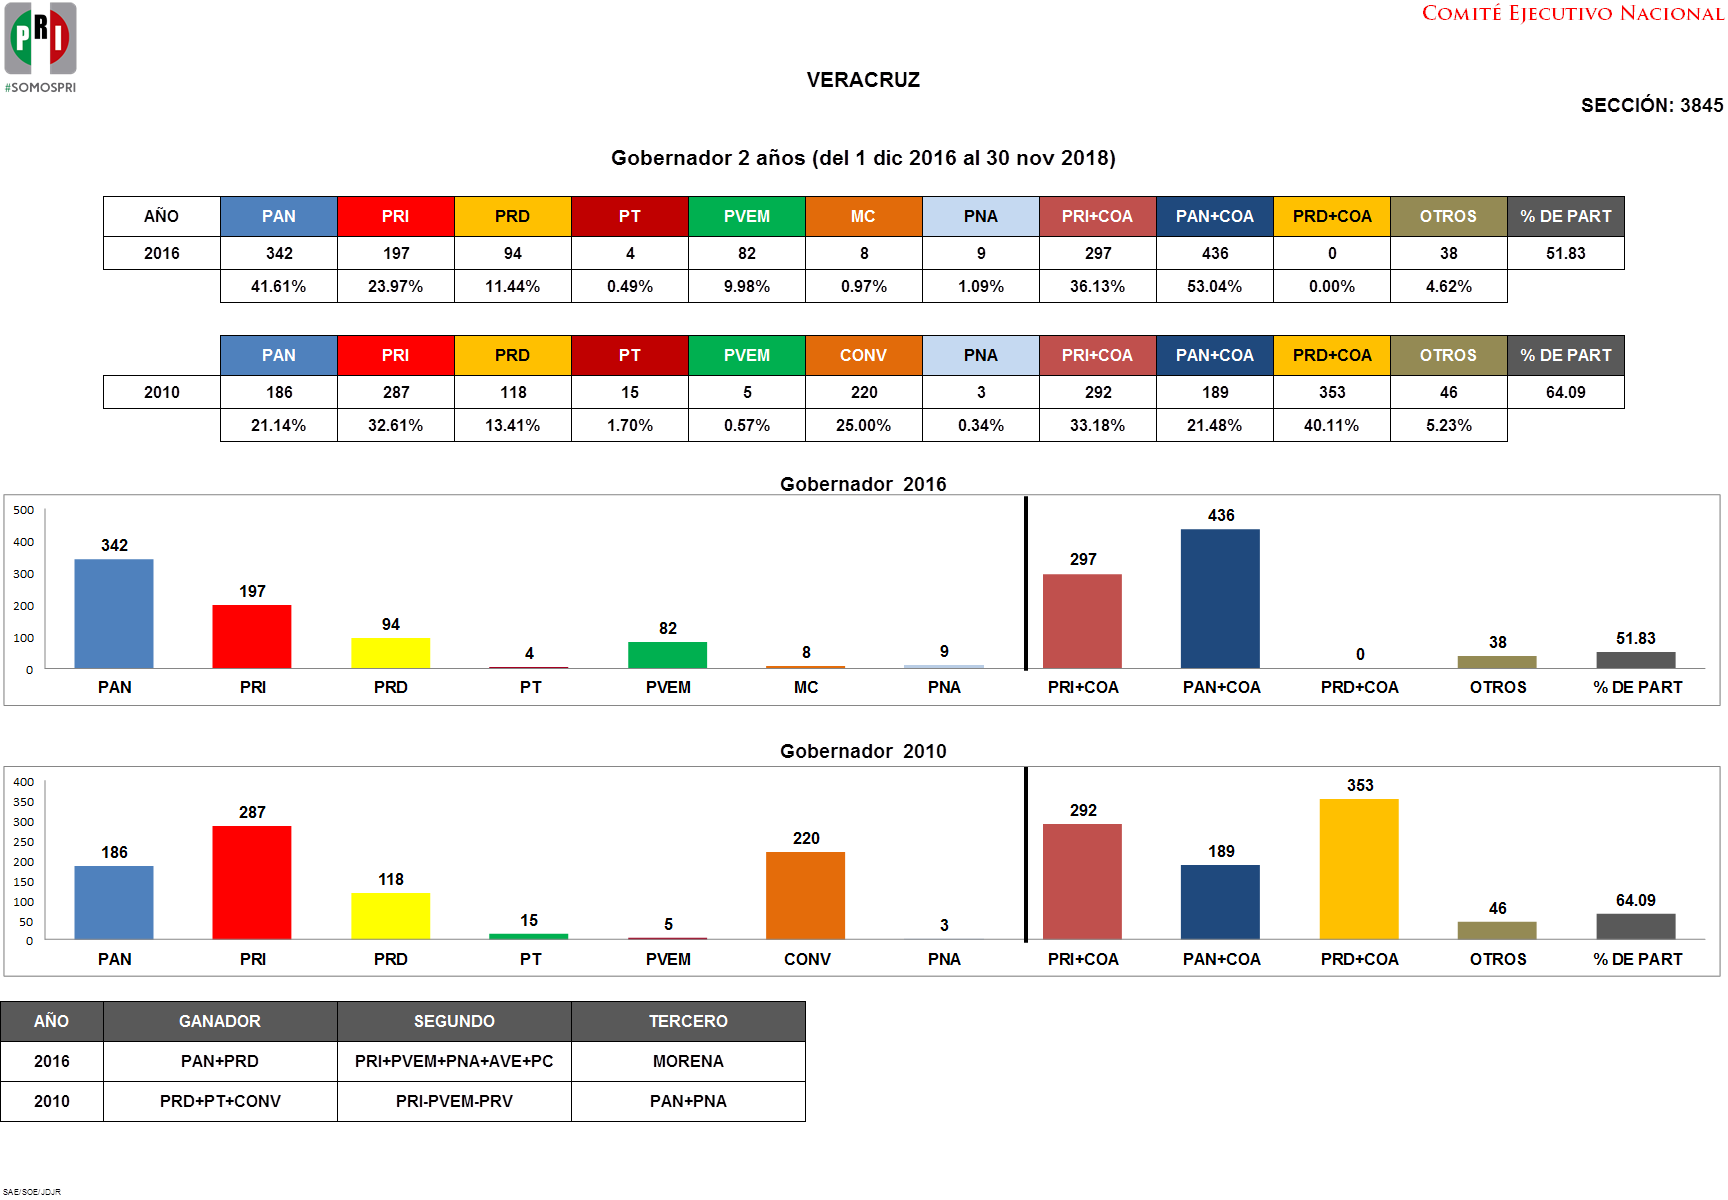 PRI
#SOMOSPRI
COMITÉ EJECUTIVO NACIONAL
VERACRUZ
SECCIÓN: 3845
Gobernador 2 años (del 1 dic 2016 al 30 nov 2018)
AÑO PAN PRI PRD PT PVEM MC PNA PRI+COA PAN+COA PRD+COA OTROS % DE PART
2016 342 197 94 4 82 8 9 297 436 0 38 51.83
41.61% 23.97% 11.44% 0.49% 9.98% 0.97% 1.09% 36.13% 53.04% 0.00% 4.62%
PAN PRI PRD PT PVEM CONV PNA PRI+COA PAN+COA PRD+COA OTROS % DE PART
2010 186 287 118 15 5 220 3 292 189 353 46 64.09
21.14% 32.61% 13.41% 1.70% 0.57% 25.00% 0.34% 33.18% 21.48% 40.11% 5.23%
Gobernador 2016
500
400
300
200
100
0
342 197 94 4 82 8 9 297 436 0 38 51.83
PAN PRI PRD PT PVEM MC PNA PRI+COA PAN+COA PRD+COA OTROS % DE PART
Gobernador 2010
400
350
300
250
200
150
100
50
0
186 287 118 15 5 220 3 292 189 353 46 64.09
PAN PRI PRD PT PVEM CONV PNA PRI+COA PAN+COA PRD+COA OTROS % DE PART
AÑO GANADOR SEGUNDO TERCERO
2016 PAN+PRD PRI+PVEM+PNA+AVE+PC MORENA
2010 PRD+PT+CONV PRI-PVEM-PRV PAN+PNA
SAE/SOE/JDJR